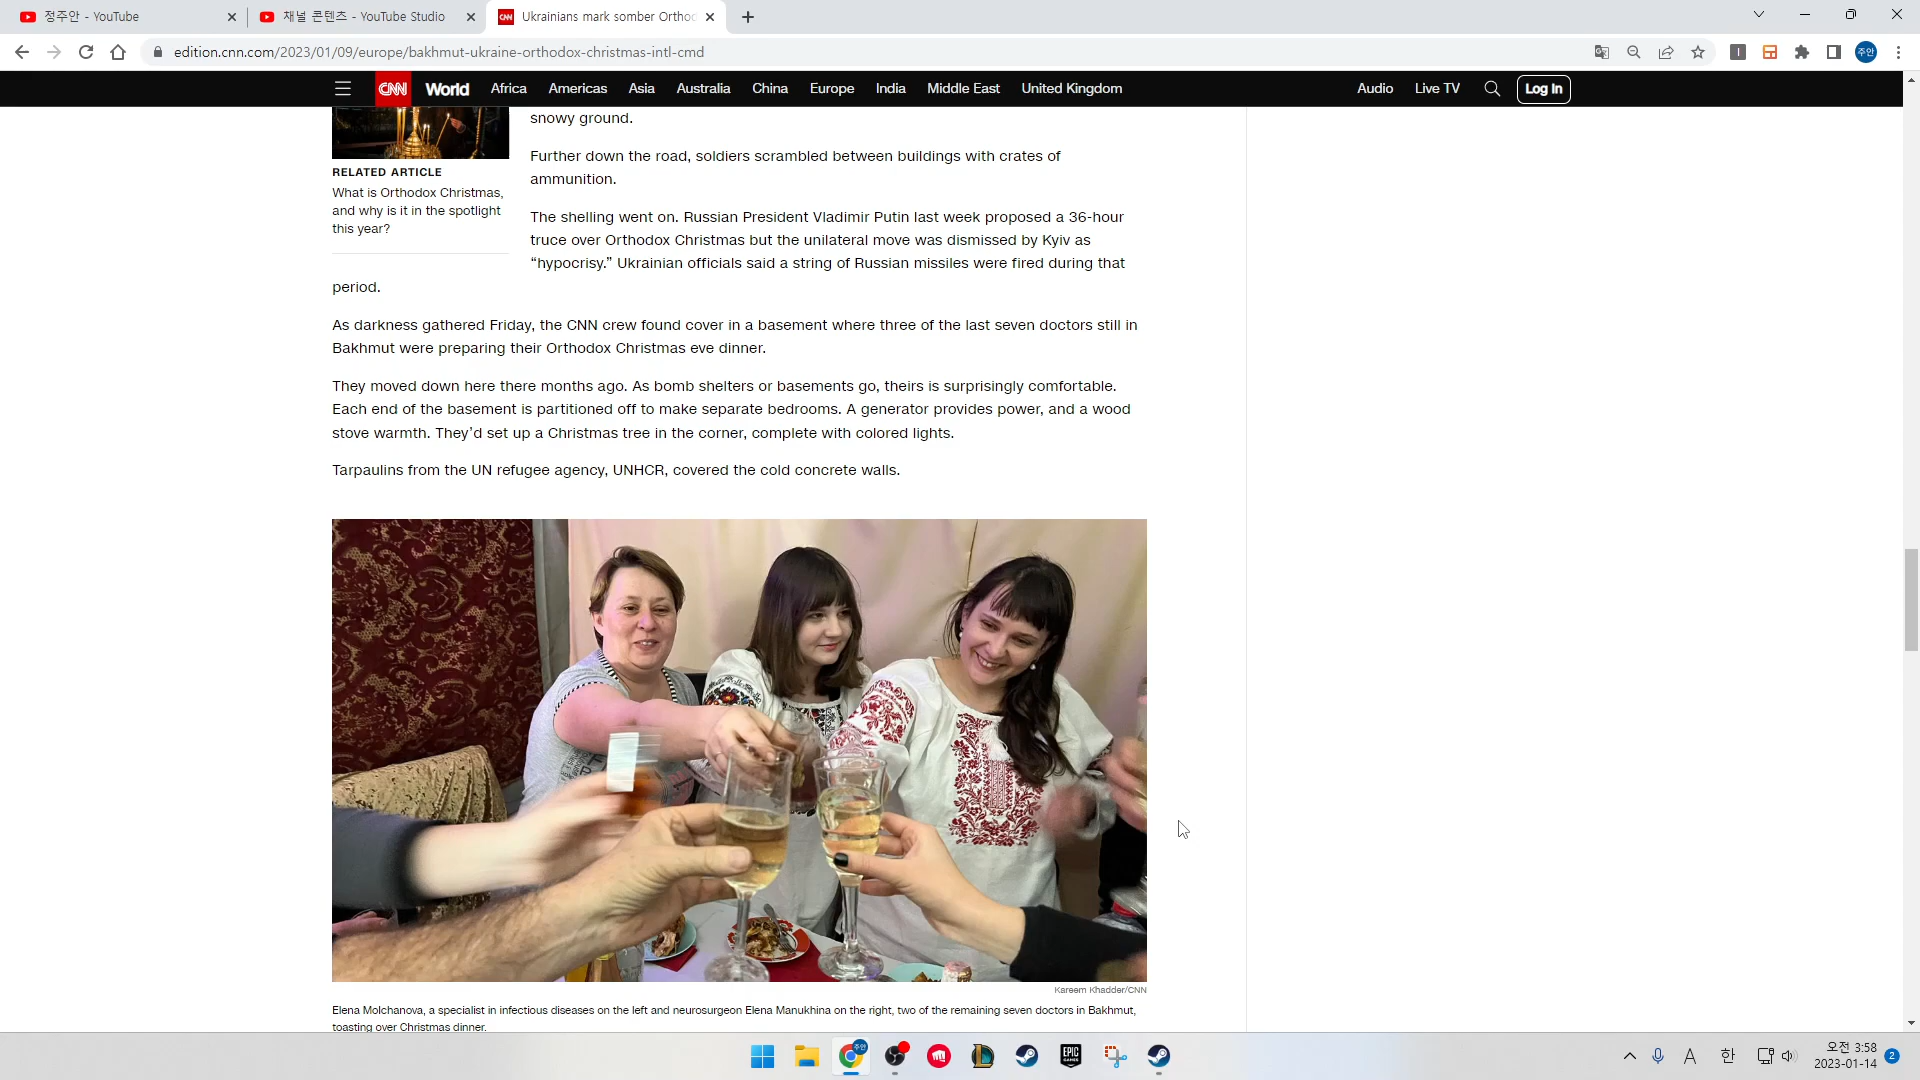 정주안 - YouTube
채널 콘텐츠 - YouTube Studio
CNN
Ukrainians mark somber Orthod
edition.cnn.com/2023/01/09/europe/bakhmut-ukraine-orthodox-christmas-intl-cmd
주안
CNN World Africa Americas Asia Australia China Europe India Middle East United Kingdom Audio Live TV Log In
snowy ground.
Further down the road, soldiers scrambled between buildings with crates of
ammunition.
RELATED ARTICLE
What is Orthodox Christmas,
and why is it in the spotlight
this year?
The shelling went on. Russian President Vladimir Putin last week proposed a 36-hour
truce over Orthodox Christmas but the unilateral move was dismissed by Kyiv as
“hypocrisy.” Ukrainian officials said a string of Russian missiles were fired during that
period.
As darkness gathered Friday, the CNN crew found cover in a basement where three of the last seven doctors still in
Bakhmut were preparing their Orthodox Christmas eve dinner.
They moved down here there months ago. As bomb shelters or basements go, theirs is surprisingly comfortable.
Each end of the basement is partitioned off to make separate bedrooms. A generator provides power, and a wood
stove warmth. They’d set up a Christmas tree in the corner, complete with colored lights.
Tarpaulins from the UN refugee agency, UNHCR, covered the cold concrete walls.
Kareem Khadder/CNN
Elena Molchanova, a specialist in infectious diseases on the left and neurosurgeon Elena Manukhina on the right, two of the remaining seven doctors in Bakhmut,
toasting over Christmas dinner.
주안
EPIC GAMES
A 한
오전 3:58
2023-01-14
2